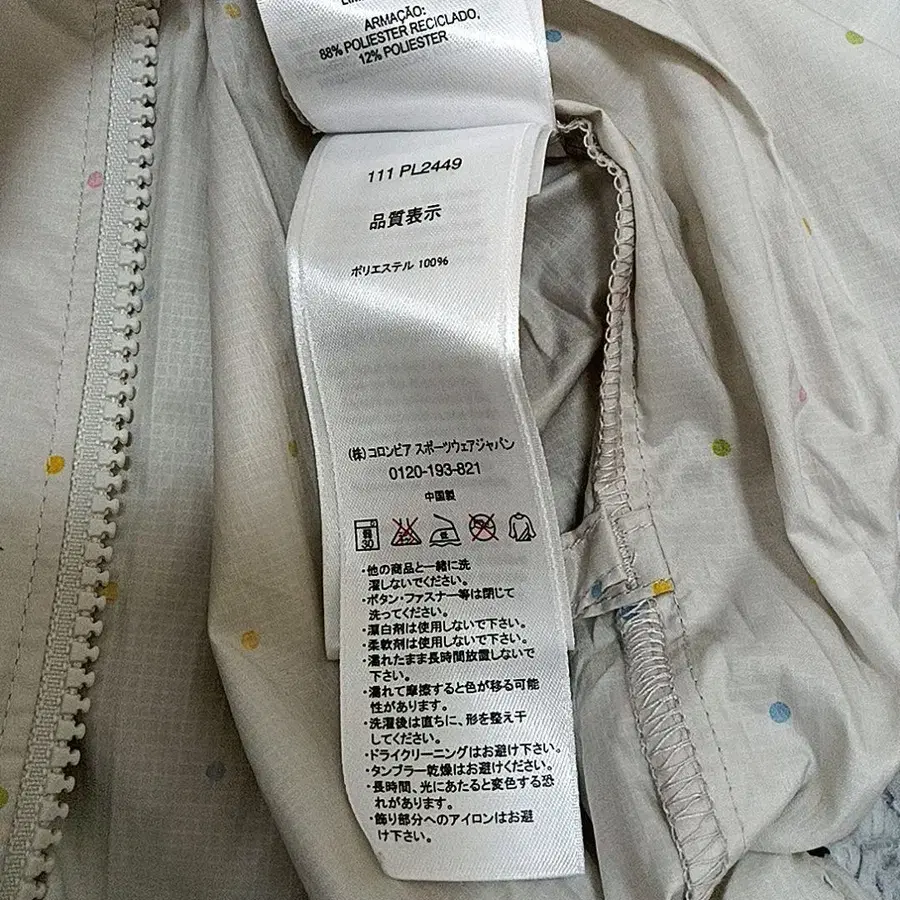 ARMAÇÃO:
88% POLIESTER RECICLADO,
12% POLIESTER
111 PL2449
品質表示
ポリエステル 100%
(株) コロンビア スポーツウェアジャパン
0120-193-821
中国製
弱
30
低
・他の商品と一緒に洗
濯しないでください。
・ボタン・ファスナー等は閉じて
洗ってください。
・漂白剤は使用しないで下さい。
・柔軟剤は使用しないで下さい。
・濡れたまま長時間放置しないで
下さい。
・濡れて摩擦すると色が移る可能
性があります。
・洗濯後は直ちに、形を整え干
してください。
・ドライクリーニングはお避け下さい。
・タンブラー乾燥はお避けください。
・長時間、光にあたると変色する恐
れがあります。
・飾り部分へのアイロンはお避
け下さい。